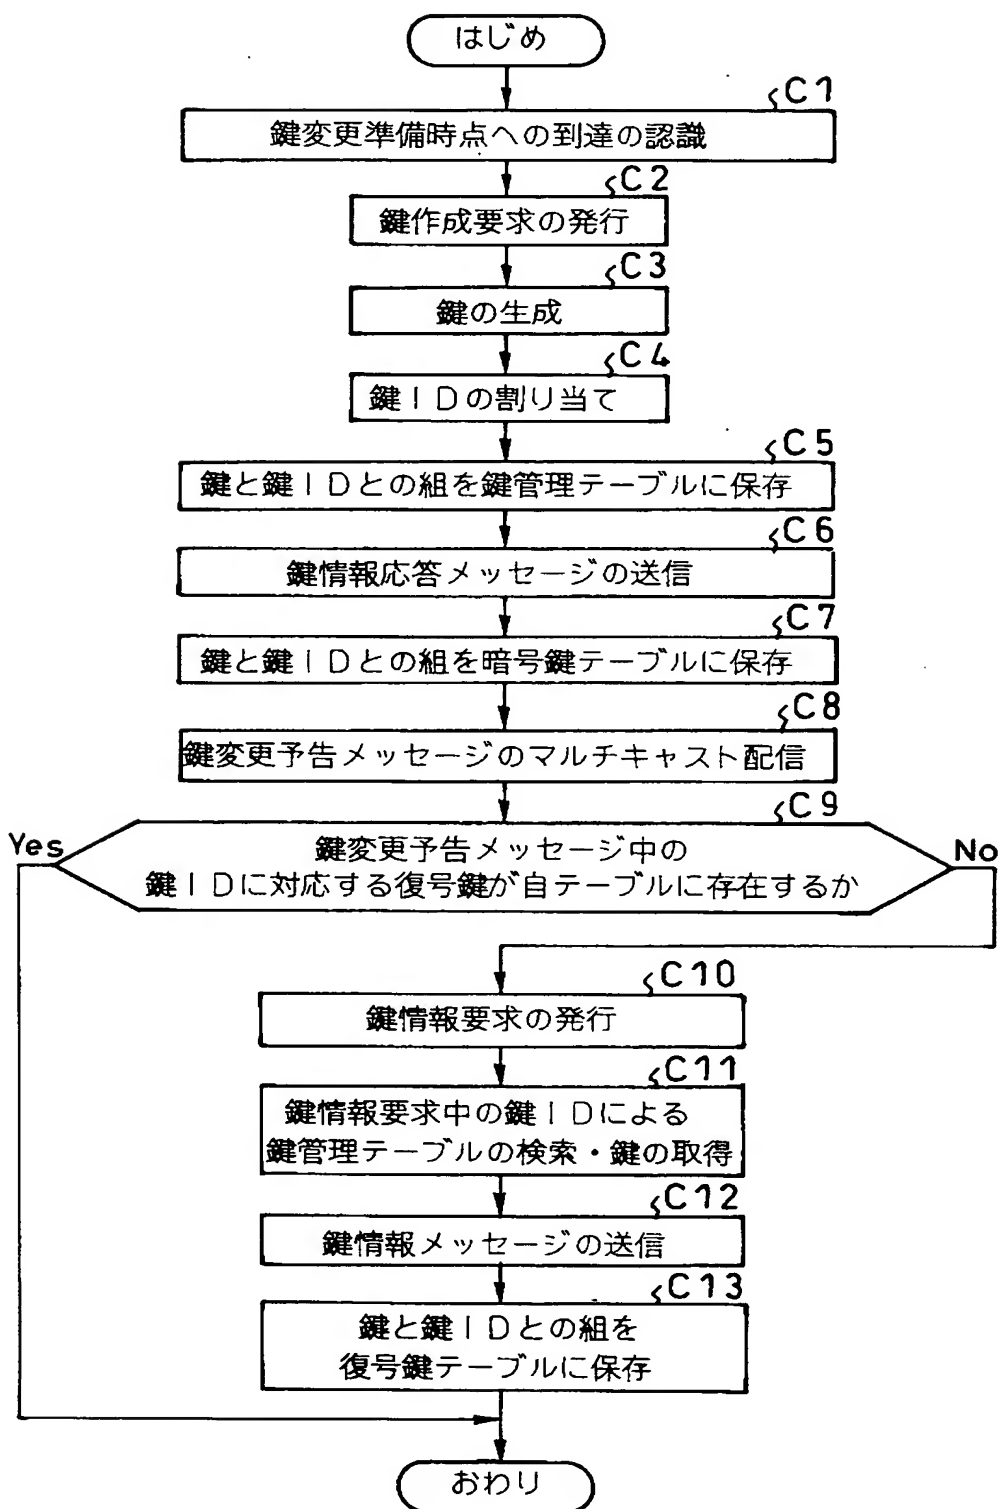 はじめ
C1
鍵変更準備時点への到達の認識
C2
鍵作成要求の発行
C3
鍵の生成
C4
鍵IDの割り当て
C5
鍵と鍵IDとの組を鍵管理テーブルに保存
C6
鍵情報応答メッセージの送信
C7
鍵と鍵IDとの組を暗号鍵テーブルに保存
C8
鍵変更予告メッセージのマルチキャスト配信
C9
Yes
鍵変更予告メッセージ中の
鍵IDに対応する復号鍵が自テーブルに存在するか
No
C10
鍵情報要求の発行
C11
鍵情報要求中の鍵IDによる
鍵管理テーブルの検索・鍵の取得
C12
鍵情報メッセージの送信
C13
鍵と鍵IDとの組を
復号鍵テーブルに保存
おわり